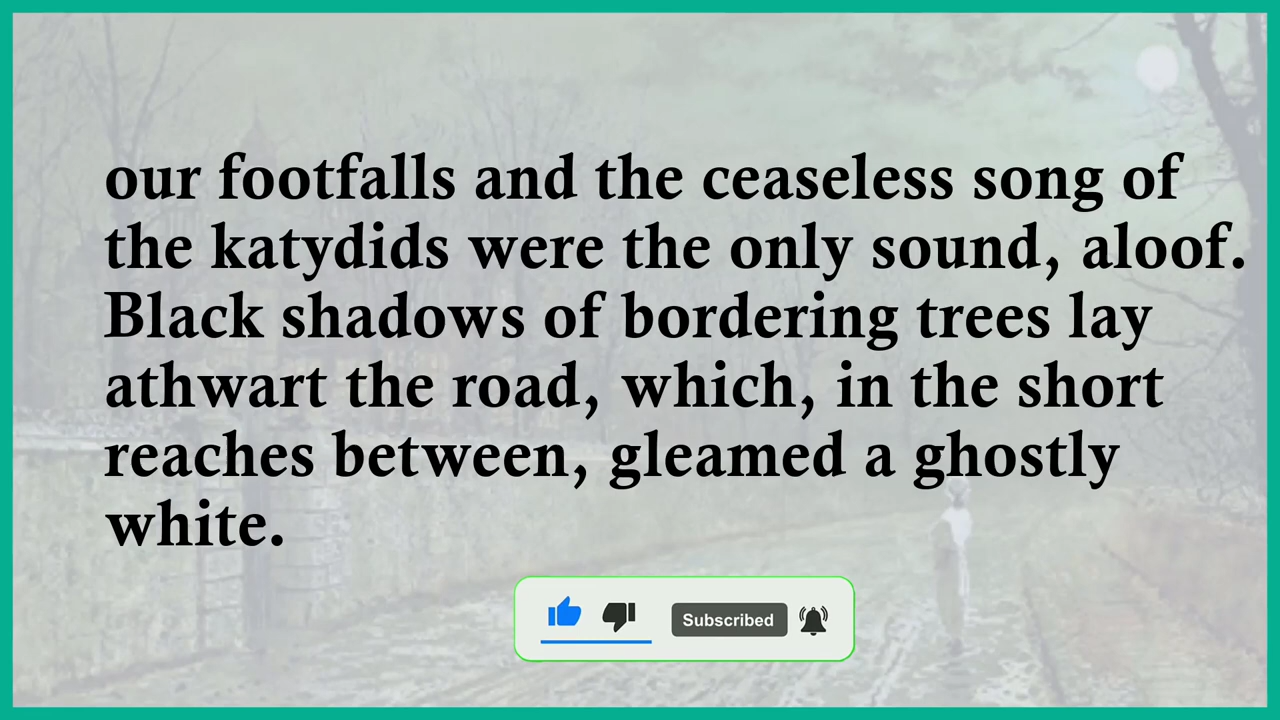 our footfalls and the ceaseless song of
the katydids were the only sound, aloof.
Black shadows of bordering trees lay
athwart the road, which, in the short
reaches between, gleamed a ghostly
white.
Subscribed